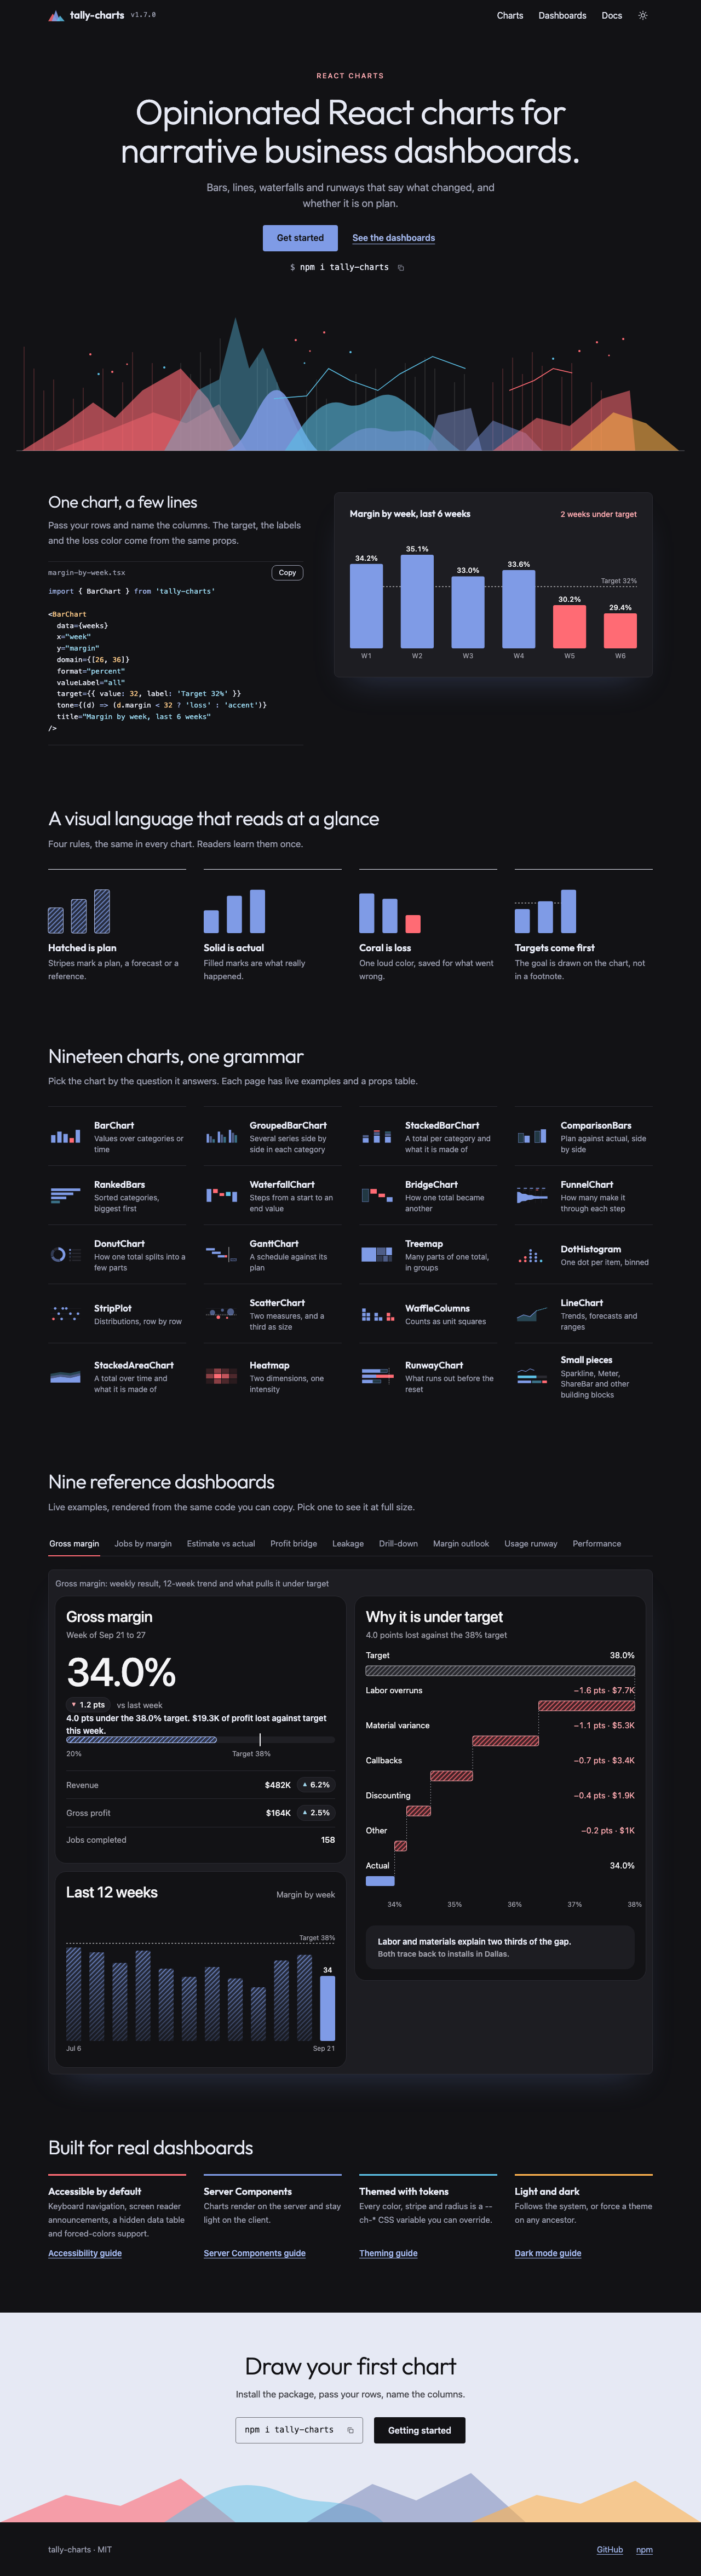 tally-charts v1.7.0
Charts Dashboards Docs
REACT CHARTS
Opinionated React charts for
narrative business dashboards.
Bars, lines, waterfalls and runways that say what changed, and
whether it is on plan.
Get started
See the dashboards
$ npm i tally-charts
One chart, a few lines
Pass your rows and name the columns. The target, the labels
and the loss color come from the same props.
margin-by-week.tsx
Copy
import { BarChart } from 'tally-charts'
<BarChart
data={weeks}
x="week"
y="margin"
domain={[26, 36]}
format="percent"
valueLabel="all"
target={{ value: 32, label: 'Target 32%' }}
tone={(d) => (d.margin < 32 ? 'loss' : 'accent')}
title="Margin by week, last 6 weeks"
/>
Margin by week, last 6 weeks
2 weeks under target
34.2%
35.1%
33.0%
33.6%
30.2%
29.4%
Target 32%
W1 W2 W3 W4 W5 W6
A visual language that reads at a glance
Four rules, the same in every chart. Readers learn them once.
Hatched is plan
Stripes mark a plan, a forecast or a
reference.
Solid is actual
Filled marks are what really
happened.
Coral is loss
One loud color, saved for what went
wrong.
Targets come first
The goal is drawn on the chart, not
in a footnote.
Nineteen charts, one grammar
Pick the chart by the question it answers. Each page has live examples and a props table.
BarChart
Values over categories or
time
GroupedBarChart
Several series side by
side in each category
StackedBarChart
A total per category and
what it is made of
ComparisonBars
Plan against actual, side
by side
RankedBars
Sorted categories,
biggest first
WaterfallChart
Steps from a start to an
end value
BridgeChart
How one total became
another
FunnelChart
How many make it
through each step
DonutChart
How one total splits into a
few parts
GanttChart
A schedule against its
plan
Treemap
Many parts of one total,
in groups
DotHistogram
One dot per item, binned
StripPlot
Distributions, row by row
ScatterChart
Two measures, and a
third as size
WaffleColumns
Counts as unit squares
LineChart
Trends, forecasts and
ranges
StackedAreaChart
A total over time and
what it is made of
Heatmap
Two dimensions, one
intensity
RunwayChart
What runs out before the
reset
Small pieces
Sparkline, Meter,
ShareBar and other
building blocks
Nine reference dashboards
Live examples, rendered from the same code you can copy. Pick one to see it at full size.
Gross margin Jobs by margin Estimate vs actual Profit bridge Leakage Drill-down Margin outlook Usage runway Performance
Gross margin: weekly result, 12-week trend and what pulls it under target
Gross margin
Week of Sep 21 to 27
34.0%
▼ 1.2 pts vs last week
4.0 pts under the 38.0% target. $19.3K of profit lost against target
this week.
20% Target 38%
Revenue $482K ▲ 6.2%
Gross profit $164K ▲ 2.5%
Jobs completed 158
Last 12 weeks
Margin by week
Target 38%
34
Jul 6 Sep 21
Why it is under target
4.0 points lost against the 38% target
Target 38.0%
Labor overruns −1.6 pts · $7.7K
Material variance −1.1 pts · $5.3K
Callbacks −0.7 pts · $3.4K
Discounting −0.4 pts · $1.9K
Other −0.2 pts · $1K
Actual 34.0%
34% 35% 36% 37% 38%
Labor and materials explain two thirds of the gap.
Both trace back to installs in Dallas.
Built for real dashboards
Accessible by default
Keyboard navigation, screen reader
announcements, a hidden data table
and forced-colors support.
Accessibility guide
Server Components
Charts render on the server and stay
light on the client.
Server Components guide
Themed with tokens
Every color, stripe and radius is a --
ch-* CSS variable you can override.
Theming guide
Light and dark
Follows the system, or force a theme
on any ancestor.
Dark mode guide
Draw your first chart
Install the package, pass your rows, name the columns.
npm i tally-charts
Getting started
tally-charts · MIT
GitHub npm